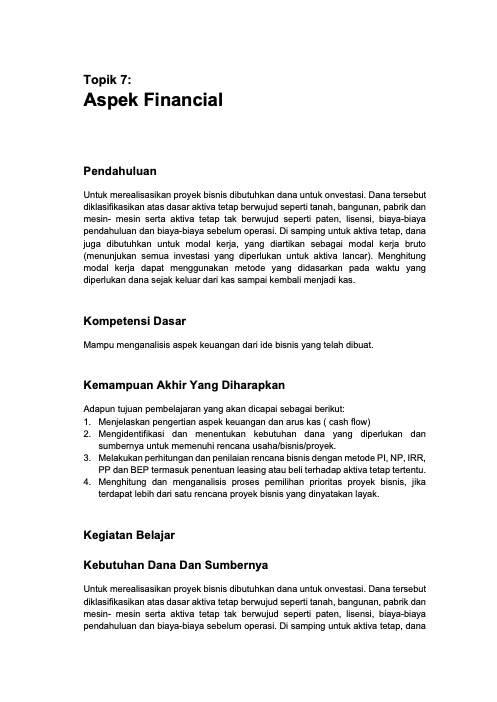 Topik 7:
Aspek Financial
Pendahuluan
Untuk merealisasikan proyek bisnis dibutuhkan dana untuk onvestasi. Dana tersebut
diklasifikasikan atas dasar aktiva tetap berwujud seperti tanah, bangunan, pabrik dan
mesin- mesin serta aktiva tetap tak berwujud seperti paten, lisensi, biaya-biaya
pendahuluan dan biaya-biaya sebelum operasi. Di samping untuk aktiva tetap, dana
juga dibutuhkan untuk modal kerja, yang diartikan sebagai modal kerja bruto
(menunjukan semua investasi yang diperlukan untuk aktiva lancar). Menghitung
modal kerja dapat menggunakan metode yang didasarkan pada waktu yang
diperlukan dana sejak keluar dari kas sampai kembali menjadi kas.
Kompetensi Dasar
Mampu menganalisis aspek keuangan dari ide bisnis yang telah dibuat.
Kemampuan Akhir Yang Diharapkan
Adapun tujuan pembelajaran yang akan dicapai sebagai berikut:
1. Menjelaskan pengertian aspek keuangan dan arus kas ( cash flow)
2. Mengidentifikasi dan menentukan kebutuhan dana yang diperlukan dan
sumbernya untuk memenuhi rencana usaha/bisnis/proyek.
3. Melakukan perhitungan dan penilaian rencana bisnis dengan metode PI, NP, IRR,
PP dan BEP termasuk penentuan leasing atau beli terhadap aktiva tetap tertentu.
4. Menghitung dan menganalisis proses pemilihan prioritas proyek bisnis, jika
terdapat lebih dari satu rencana proyek bisnis yang dinyatakan layak.
Kegiatan Belajar
Kebutuhan Dana Dan Sumbernya
Untuk merealisasikan proyek bisnis dibutuhkan dana untuk onvestasi. Dana tersebut
diklasifikasikan atas dasar aktiva tetap berwujud seperti tanah, bangunan, pabrik dan
mesin- mesin serta aktiva tetap tak berwujud seperti paten, lisensi, biaya-biaya
pendahuluan dan biaya-biaya sebelum operasi. Di samping untuk aktiva tetap, dana